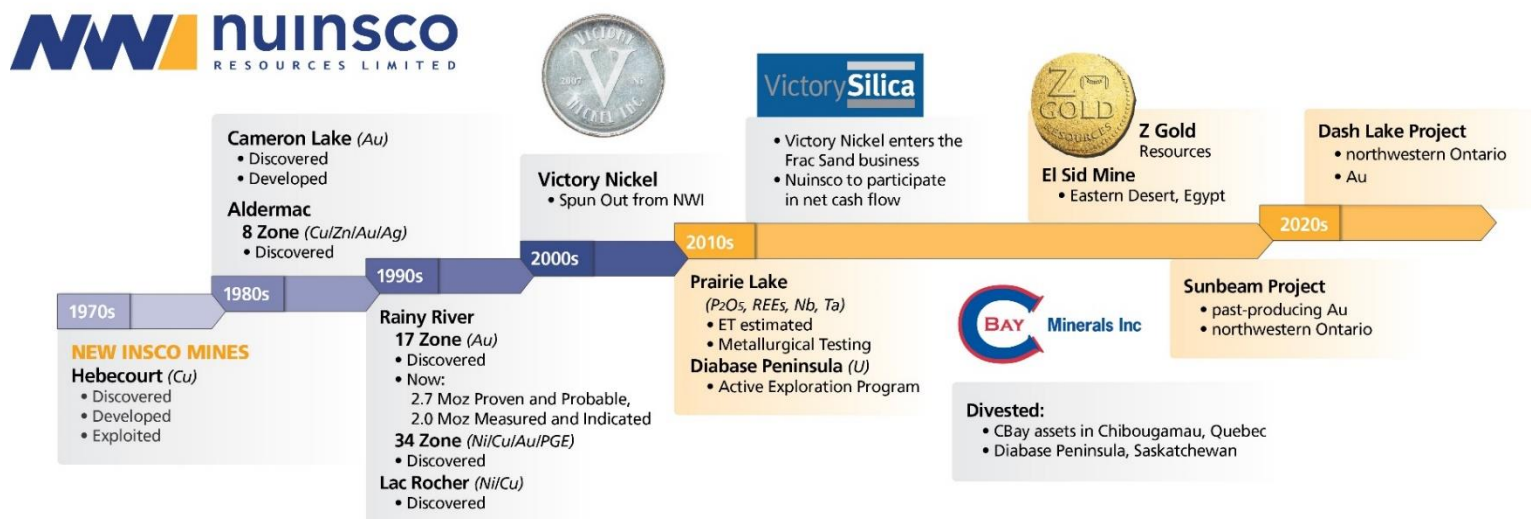 NWI nuinsco
RESOURCES LIMITED
1970s
NEW INSCO MINES
Hebecourt (Cu)
• Discovered
• Developed
• Exploited
Cameron Lake (Au)
• Discovered
• Developed
Aldermac
8 Zone (Cu/Zn/Au/Ag)
• Discovered
1980s
1990s
Rainy River
17 Zone (Au)
• Discovered
• Now:
2.7 Moz Proven and Probable,
2.0 Moz Measured and Indicated
34 Zone (Ni/Cu/Au/PGE)
• Discovered
Lac Rocher (Ni/Cu)
• Discovered
VICTORY
2007 V Ni
NICKEL INC.
Victory Nickel
• Spun Out from NWI
2000s
2010s
Prairie Lake
(P2O5, REEs, Nb, Ta)
• ET estimated
• Metallurgical Testing
Diabase Peninsula (U)
• Active Exploration Program
VictorySilica
• Victory Nickel enters the
Frac Sand business
• Nuinsco to participate
in net cash flow
C BAY Minerals Inc
Divested:
• CBay assets in Chibougamau, Quebec
• Diabase Peninsula, Saskatchewan
Z
GOLD
RESOURCES
Z Gold
Resources
El Sid Mine
• Eastern Desert, Egypt
Sunbeam Project
• past-producing Au
• northwestern Ontario
2020s
Dash Lake Project
• northwestern Ontario
• Au